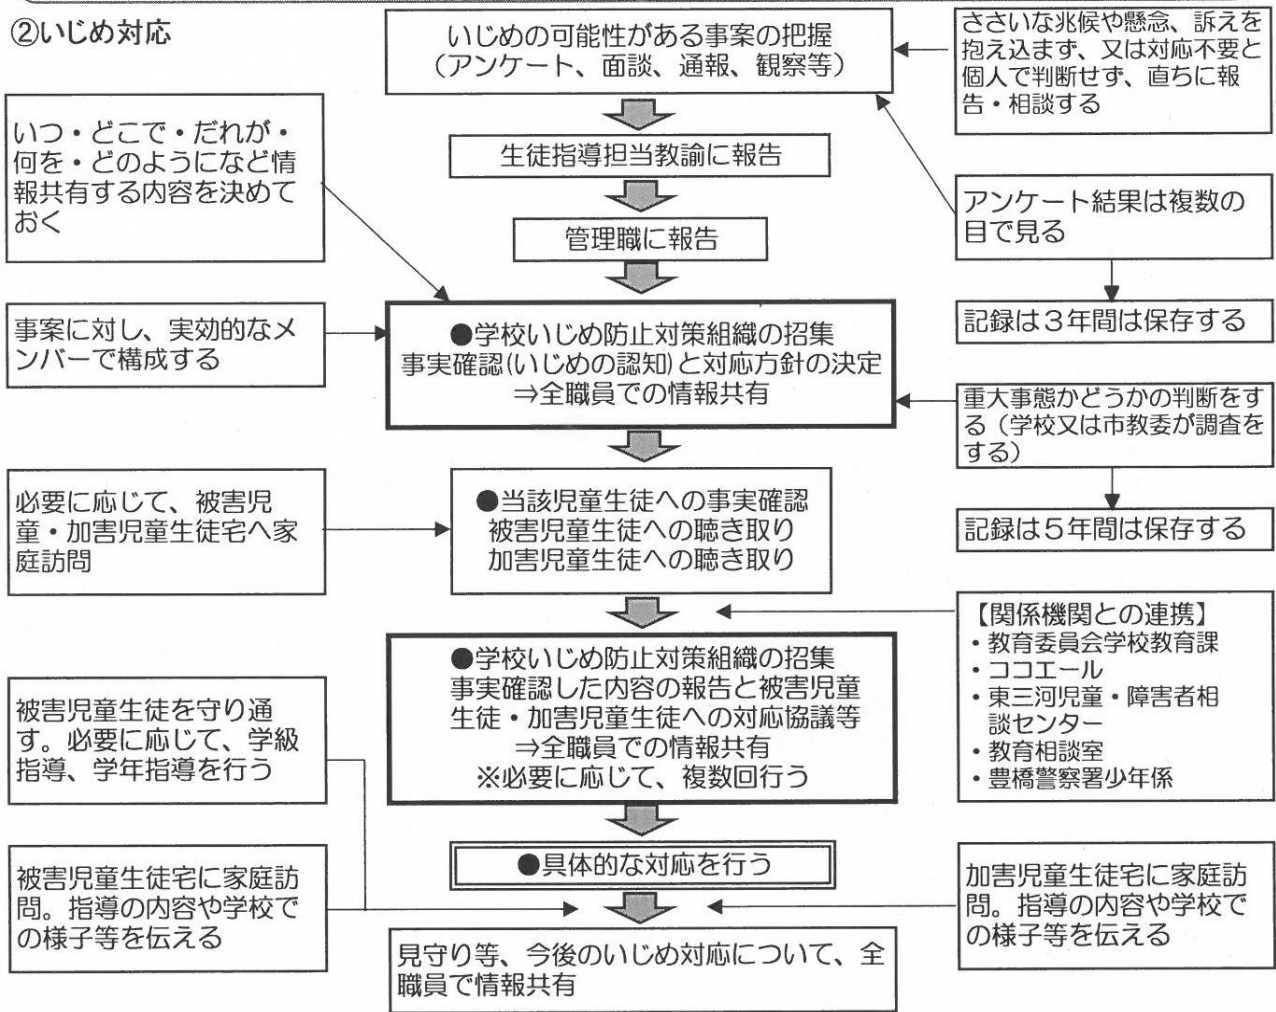 ②いじめ対応
いじめの可能性がある事案の把握
（アンケート、面談、通報、観察等）
ささいな兆候や懸念、訴えを
抱え込まず、又は対応不要と
個人で判断せず、直ちに報
告・相談する
いつ・どこで・だれが・
何を・どのようになど情
報共有する内容を決めて
おく
生徒指導担当教諭に報告
アンケート結果は複数の
目で見る
管理職に報告
記録は３年間は保存する
事案に対し、実効的なメ
ンバーで構成する
●学校いじめ防止対策組織の招集
事実確認(いじめの認知)と対応方針の決定
⇒全職員での情報共有
重大事態かどうかの判断をす
る（学校又は市教委が調査を
する）
記録は５年間は保存する
必要に応じて、被害児
童・加害児童生徒宅へ家
庭訪問
●当該児童生徒への事実確認
被害児童生徒への聴き取り
加害児童生徒への聴き取り
【関係機関との連携】
・教育委員会学校教育課
・ココエール
・東三河児童・障害者相
談センター
・教育相談室
・豊橋警察署少年係
●学校いじめ防止対策組織の招集
事実確認した内容の報告と被害児童
生徒・加害児童生徒への対応協議等
⇒全職員での情報共有
※必要に応じて、複数回行う
被害児童生徒を守り通
す。必要に応じて、学級
指導、学年指導を行う
●具体的な対応を行う
被害児童生徒宅に家庭訪
問。指導の内容や学校で
の様子等を伝える
加害児童生徒宅に家庭訪
問。指導の内容や学校で
の様子等を伝える
見守り等、今後のいじめ対応について、全
職員で情報共有